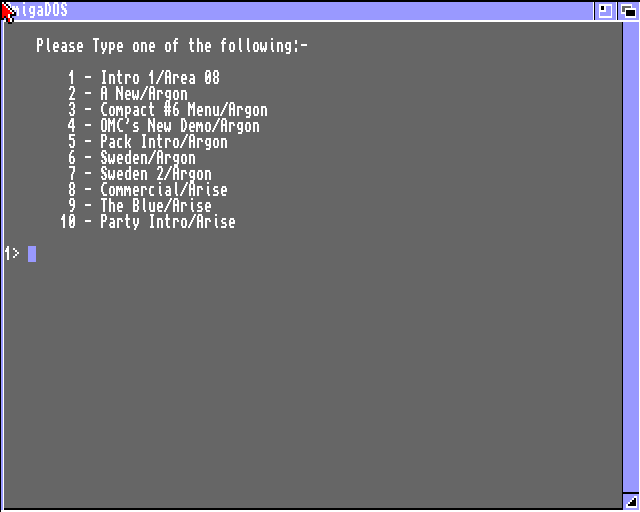 migaDOS
Please Type one of the following:-
1 - Intro 1/Area 08
2 - A New/Argon
3 - Compact #6 Menu/Argon
4 - OMC's New Demo/Argon
5 - Pack Intro/Argon
6 - Sweden/Argon
7 - Sweden 2/Argon
8 - Commercial/Arise
9 - The Blue/Arise
10 - Party Intro/Arise
1>